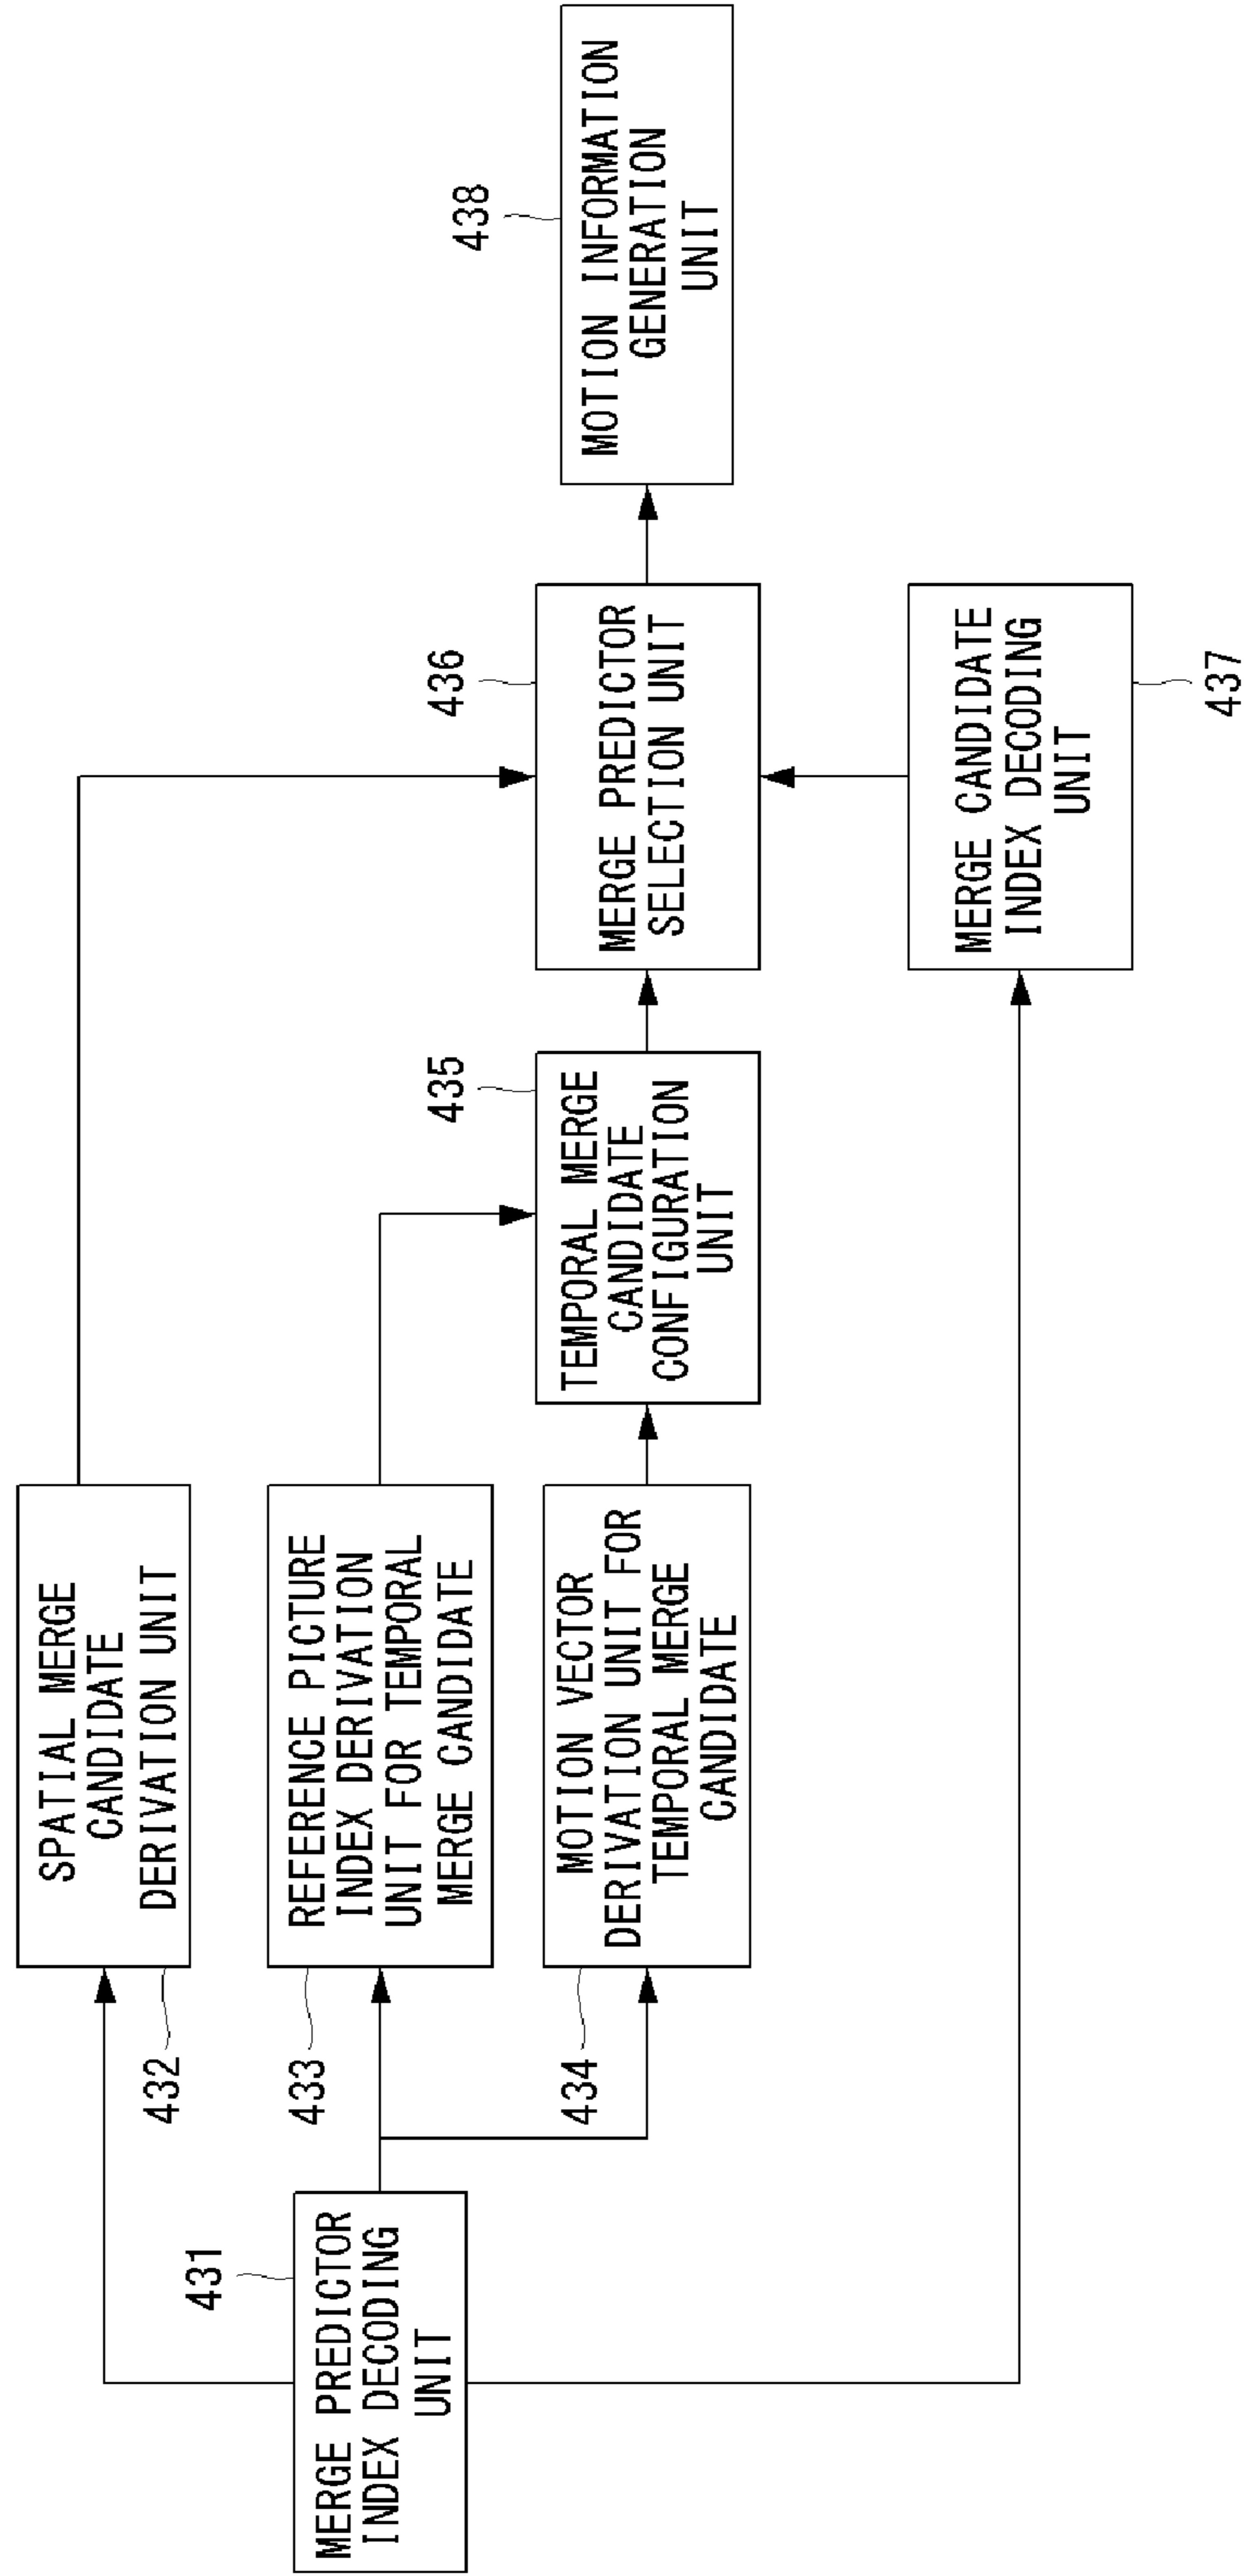 431
MERGE PREDICTOR
INDEX DECODING
UNIT
432
SPATIAL MERGE
CANDIDATE
DERIVATION UNIT
433
REFERENCE PICTURE
INDEX DERIVATION
UNIT FOR TEMPORAL
MERGE CANDIDATE
434
MOTION VECTOR
DERIVATION UNIT FOR
TEMPORAL MERGE
CANDIDATE
435
TEMPORAL MERGE
CANDIDATE
CONFIGURATION
UNIT
436
MERGE PREDICTOR
SELECTION UNIT
MERGE CANDIDATE
INDEX DECODING
UNIT
437
438
MOTION INFORMATION
GENERATION
UNIT